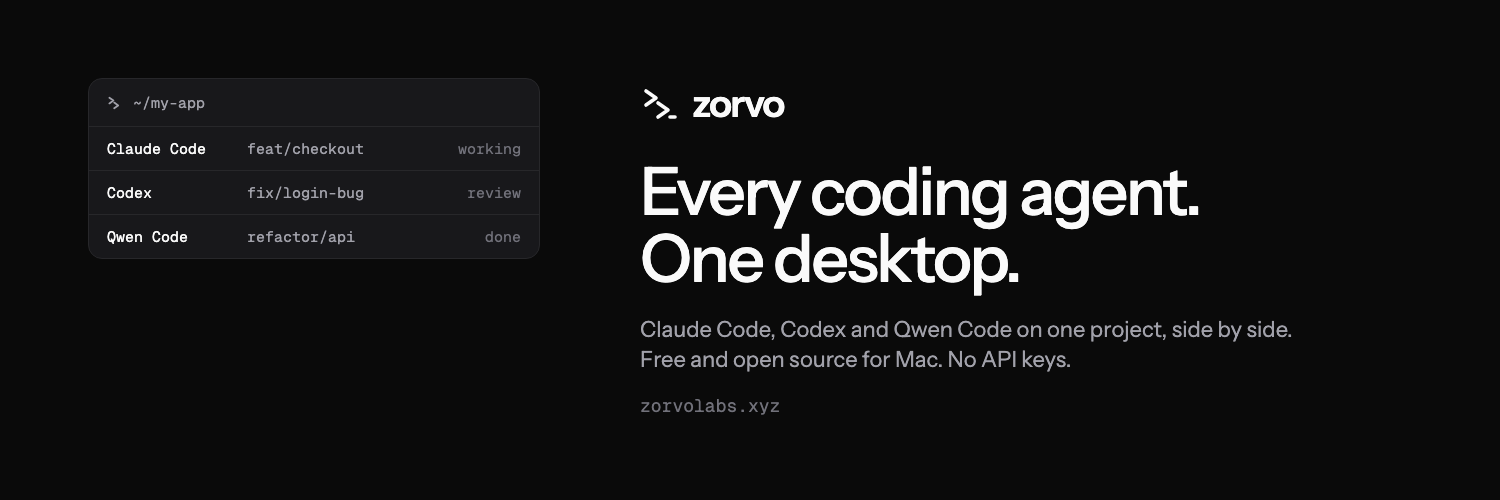 ~/my-app
Claude Code feat/checkout working
Codex fix/login-bug review
Qwen Code refactor/api done
zorvo
Every coding agent.
One desktop.
Claude Code, Codex and Qwen Code on one project, side by side.
Free and open source for Mac. No API keys.
zorvolabs.xyz